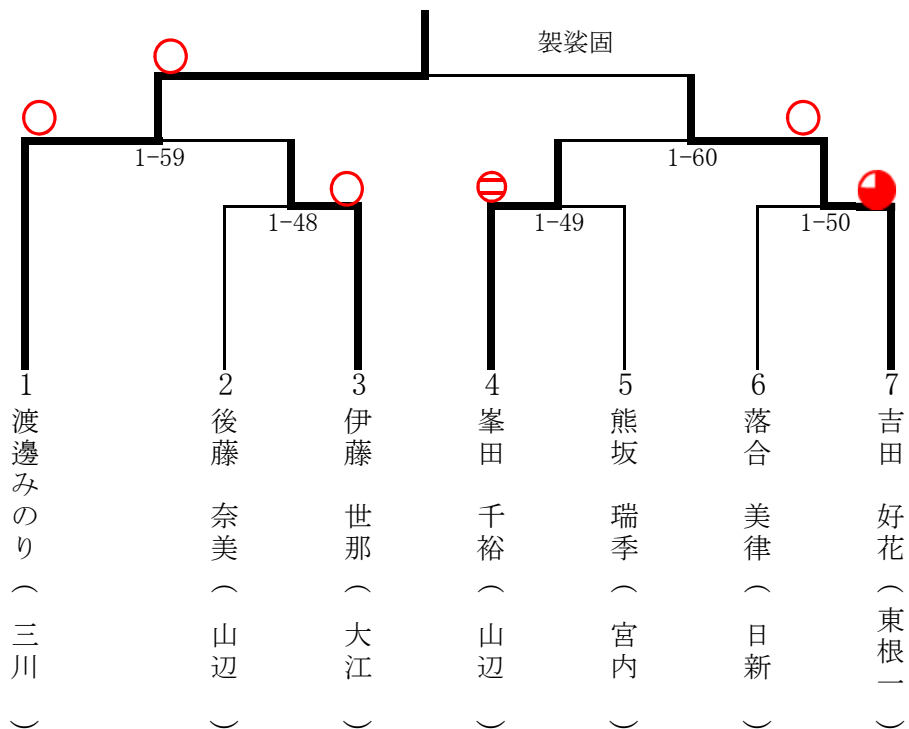 袈裟固
1-59
1-60
1-48
1-49
1-50
1
2
3
4
5
6
7
渡邊みのり（三川）
後藤 奈美（山辺）
伊藤 世那（大江）
峯田 千裕（山辺）
熊坂 瑞季（宮内）
落合 美律（日新）
吉田 好花（東根一）